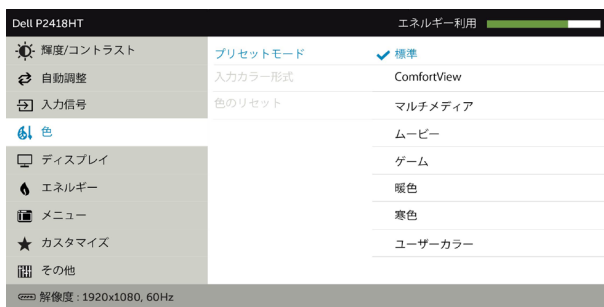 Dell P2418HT
エネルギー利用
輝度/コントラスト
自動調整
入力信号
色
ディスプレイ
エネルギー
メニュー
カスタマイズ
その他
プリセットモード
入力カラー形式
色のリセット
標準
ComfortView
マルチメディア
ムービー
ゲーム
暖色
寒色
ユーザーカラー
解像度 : 1920x1080, 60Hz